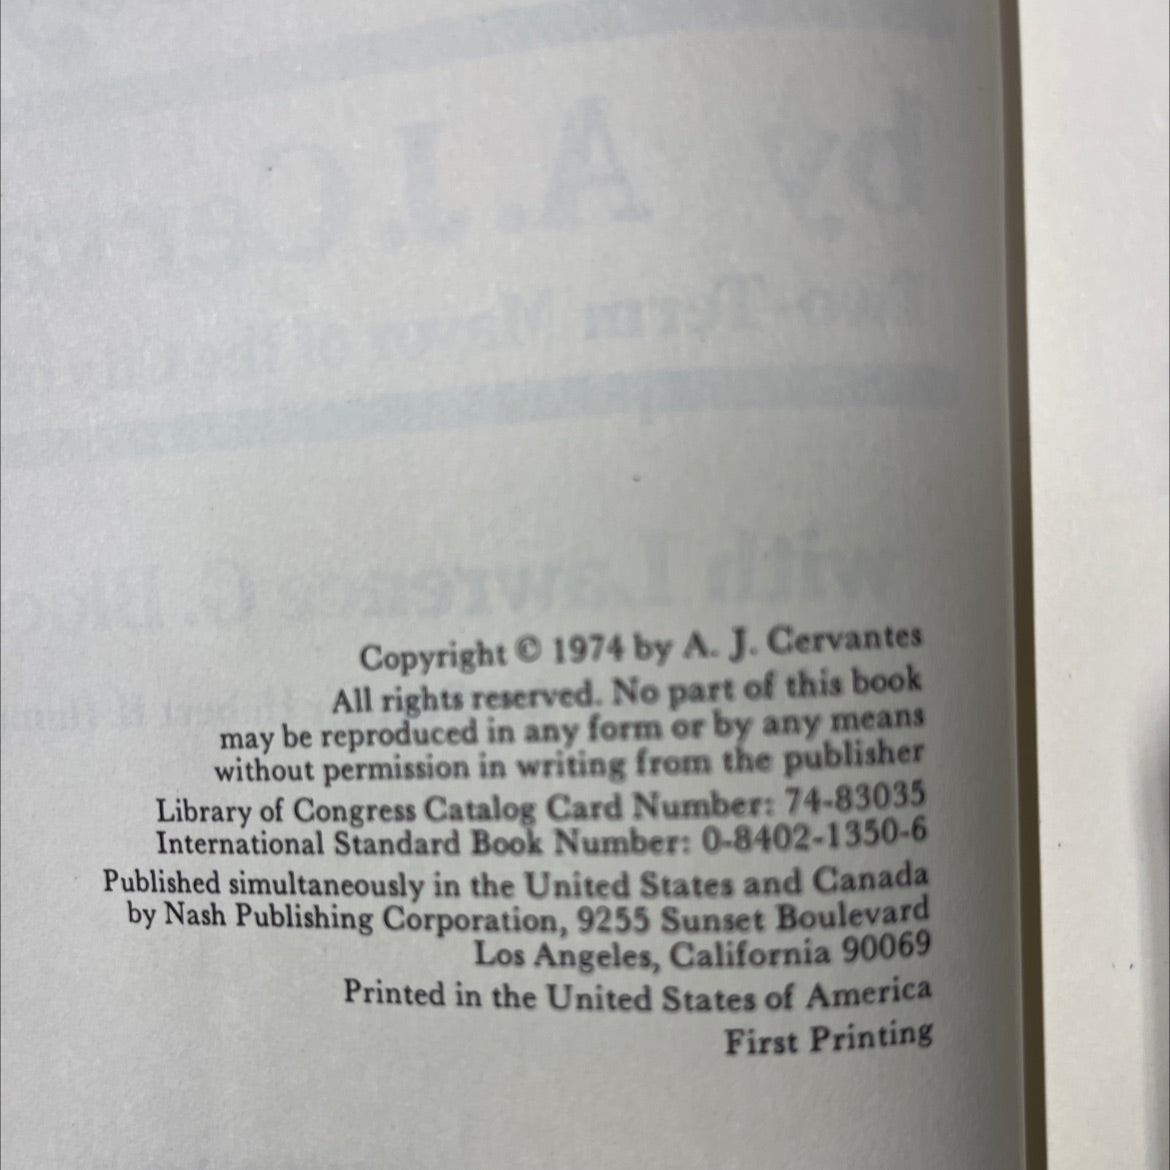 Copyright © 1974 by A. J. Cervantes
All rights reserved. No part of this book
may be reproduced in any form or by any means
without permission in writing from the publisher
Library of Congress Catalog Card Number: 74-83035
International Standard Book Number: 0-8402-1350-6
Published simultaneously in the United States and Canada
by Nash Publishing Corporation, 9255 Sunset Boulevard
Los Angeles, California 90069
Printed in the United States of America
First Printing